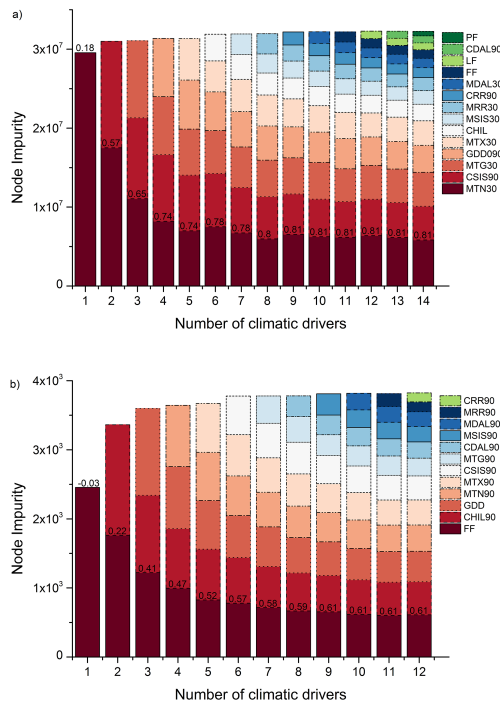 a)
Node Impurity
3x10⁷
2x10⁷
1x10⁷
0
0.18
0.57
0.65
0.74
0.74
0.78
0.78
0.8
0.81
0.81
0.81
0.81
0.81
0.81
1 2 3 4 5 6 7 8 9 10 11 12 13 14
Number of climatic drivers
PF
CDAL90
LF
FF
MDAL30
CRR90
MRR30
MSIS30
CHIL
MTX30
GDD090
MTG30
CSIS90
MTN30
b)
Node Impurity
4x10³
3x10³
2x10³
1x10³
0
-0.03
0.22
0.41
0.47
0.52
0.57
0.58
0.59
0.61
0.61
0.61
0.61
1 2 3 4 5 6 7 8 9 10 11 12
Number of climatic drivers
CRR90
MRR90
MDAL90
MSIS90
CDAL90
MTG90
CSIS90
MTX90
MTN90
GDD
CHIL90
FF